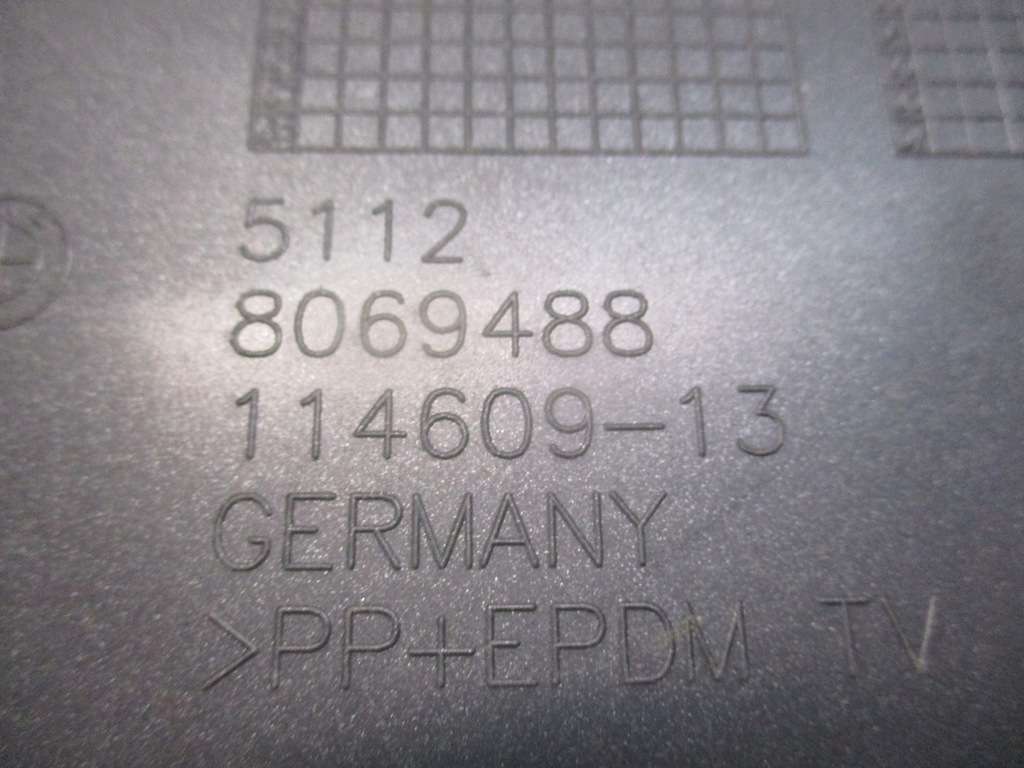 5112
8069488
114609-13
GERMANY
>PP+EPDM TV